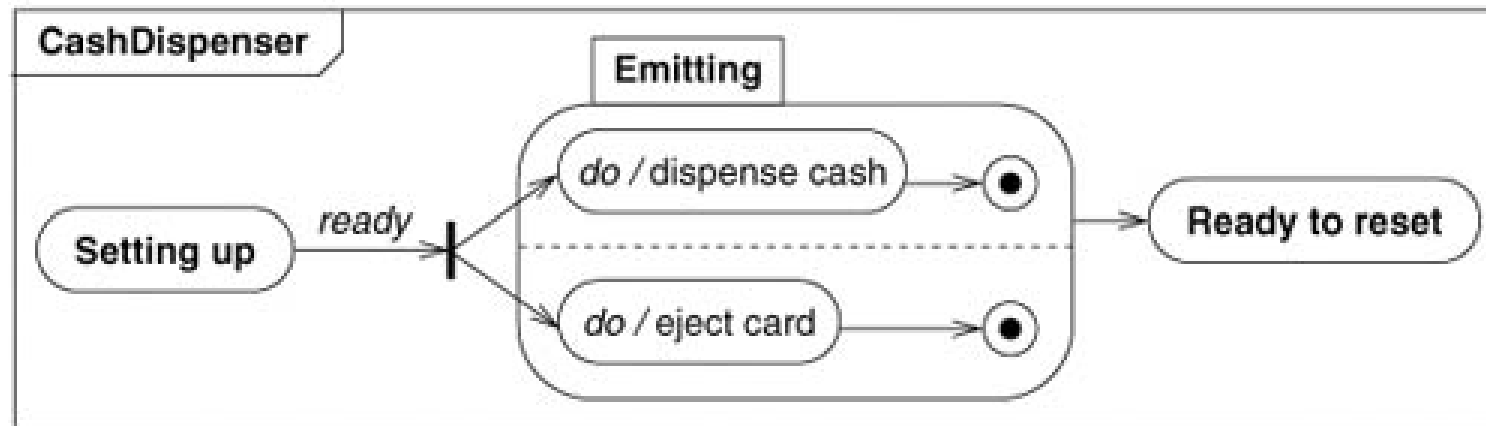 CashDispenser
Emitting
do / dispense cash
ready
Setting up
Ready to reset
do / eject card